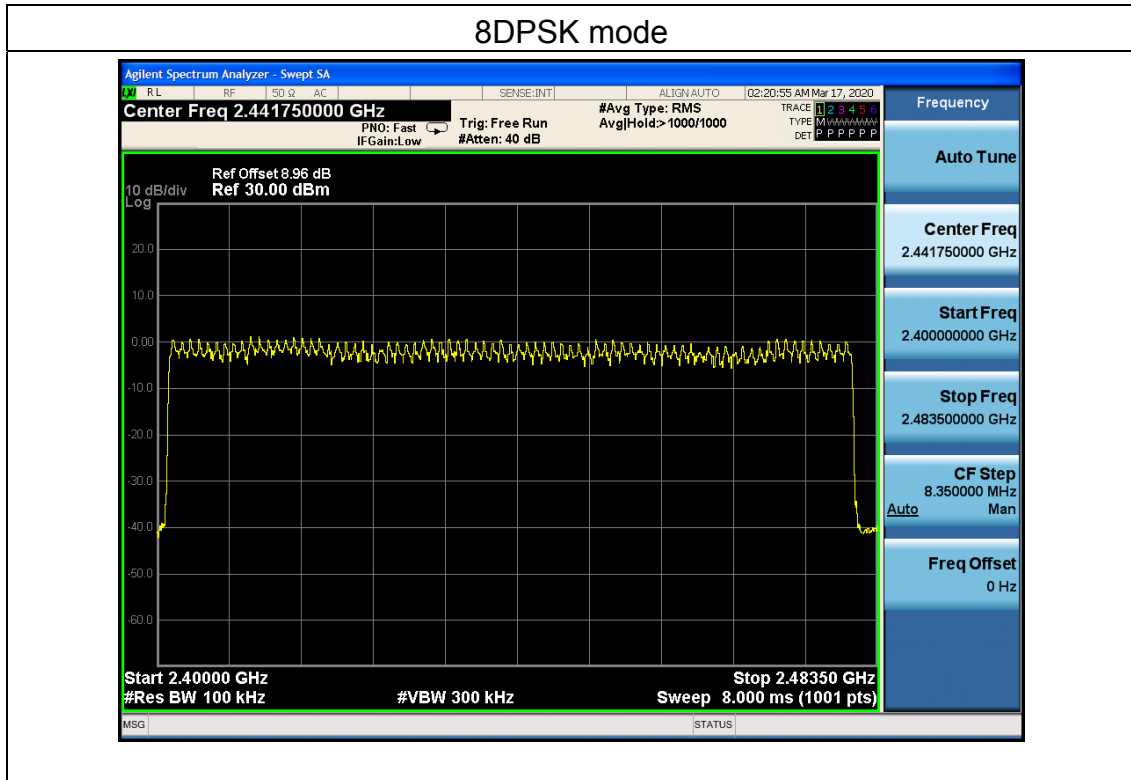 8DPSK mode
Agilent Spectrum Analyzer - Swept SA
LXI RL RF 50 Ω AC SENSE:INT ALIGN AUTO 02:20:55 AM Mar 17, 2020
Center Freq 2.441750000 GHz
PNO: Fast
IFGain:Low
Trig: Free Run
#Atten: 40 dB
#Avg Type: RMS
Avg|Hold:>1000/1000
TRACE 1 2 3 4 5 6
TYPE M WWWWW
DET P P P P P P
Ref Offset 8.96 dB
10 dB/div Ref 30.00 dBm
Log
20.0
10.0
0.00
-10.0
-20.0
-30.0
-40.0
-50.0
-60.0
Start 2.40000 GHz Stop 2.48350 GHz
#Res BW 100 kHz #VBW 300 kHz Sweep 8.000 ms (1001 pts)
MSG STATUS
Frequency
Auto Tune
Center Freq
2.441750000 GHz
Start Freq
2.400000000 GHz
Stop Freq
2.483500000 GHz
CF Step
8.350000 MHz
Auto Man
Freq Offset
0 Hz